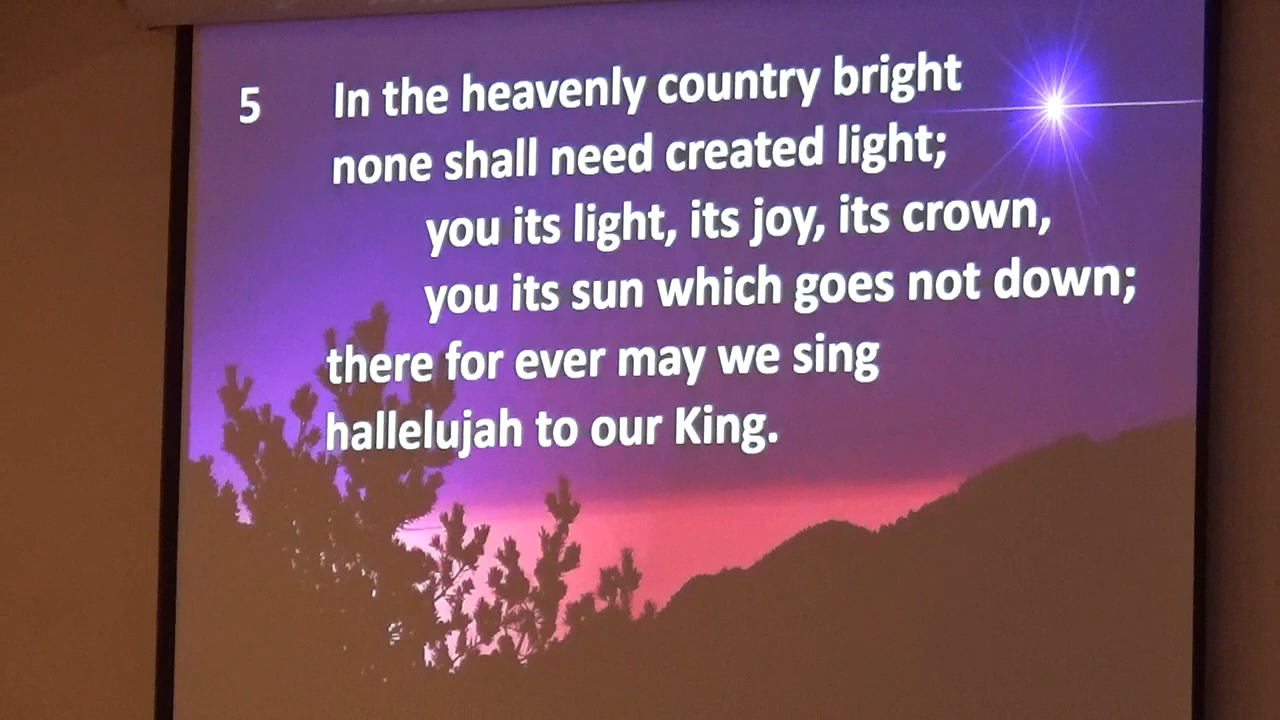 5 In the heavenly country bright
none shall need created light;
you its light, its joy, its crown,
you its sun which goes not down;
there for ever may we sing
hallelujah to our King.